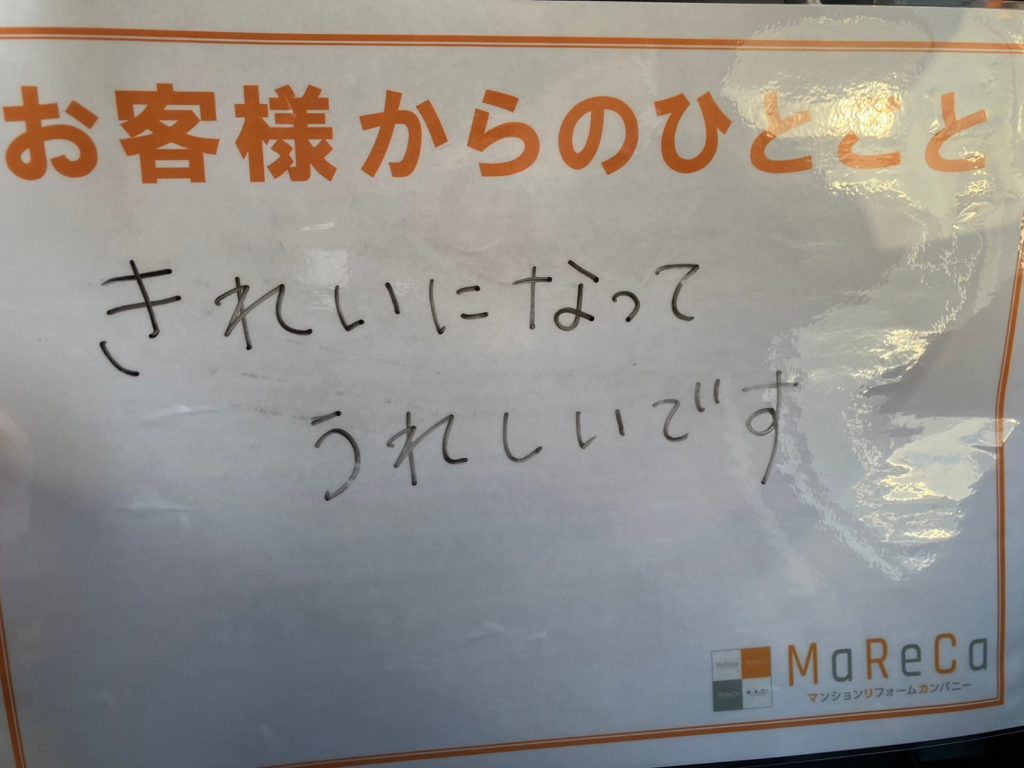 お客様からのひとこと
きれいになって
うれしいです
MaReCa
マンションリフォームカンパニー